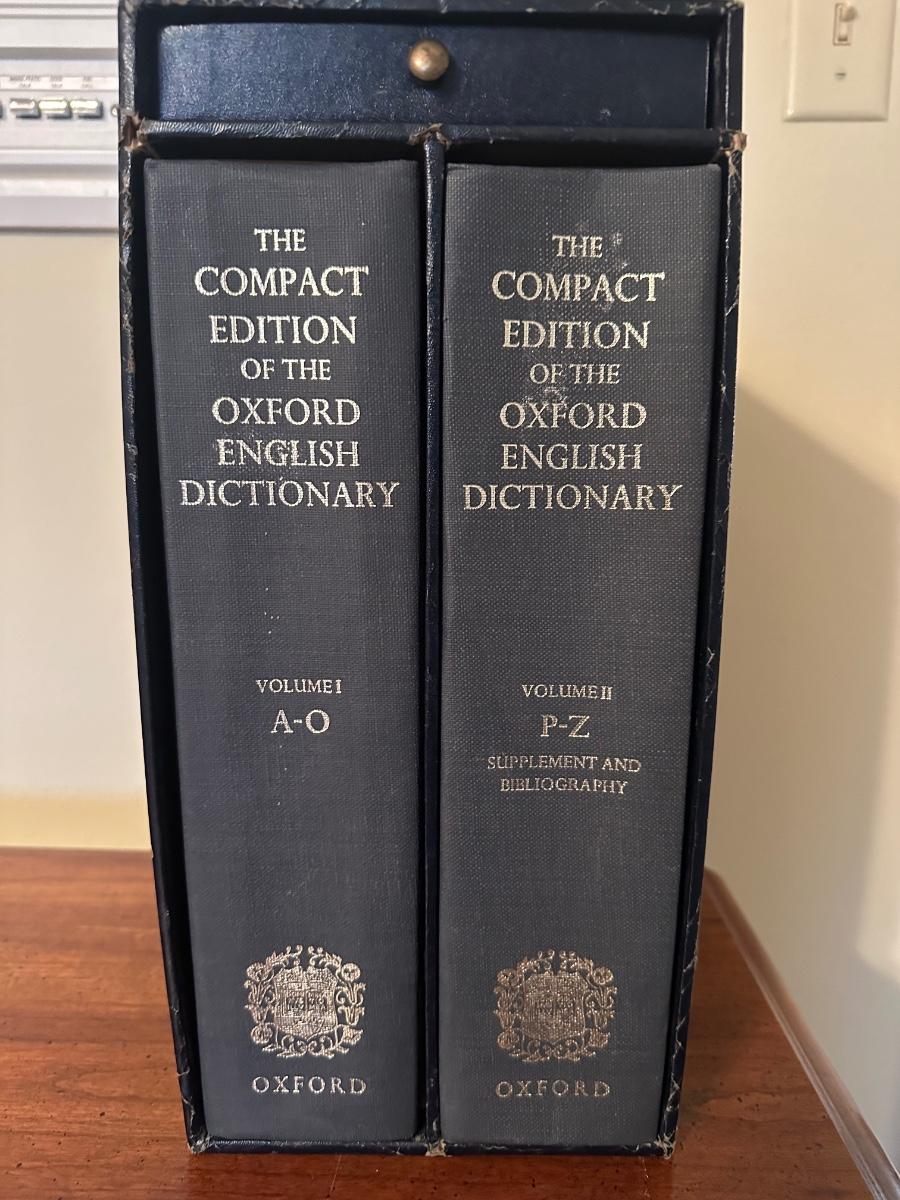 THE
COMPACT
EDITION
OF THE
OXFORD
ENGLISH
DICTIONARY
VOLUME I
A-O
OXFORD
THE
COMPACT
EDITION
OF THE
OXFORD
ENGLISH
DICTIONARY
VOLUME II
P-Z
SUPPLEMENT AND
BIBLIOGRAPHY
OXFORD